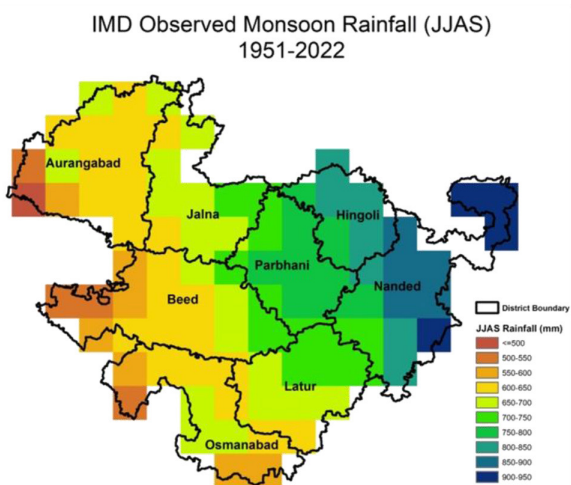 IMD Observed Monsoon Rainfall (JJAS)
1951-2022
Aurangabad
Jalna
Hingoli
Parbhani
Nanded
Beed
Latur
Osmanabad
District Boundary
JJAS Rainfall (mm)
<=500
500-550
550-600
600-650
650-700
700-750
750-800
800-850
850-900
900-950